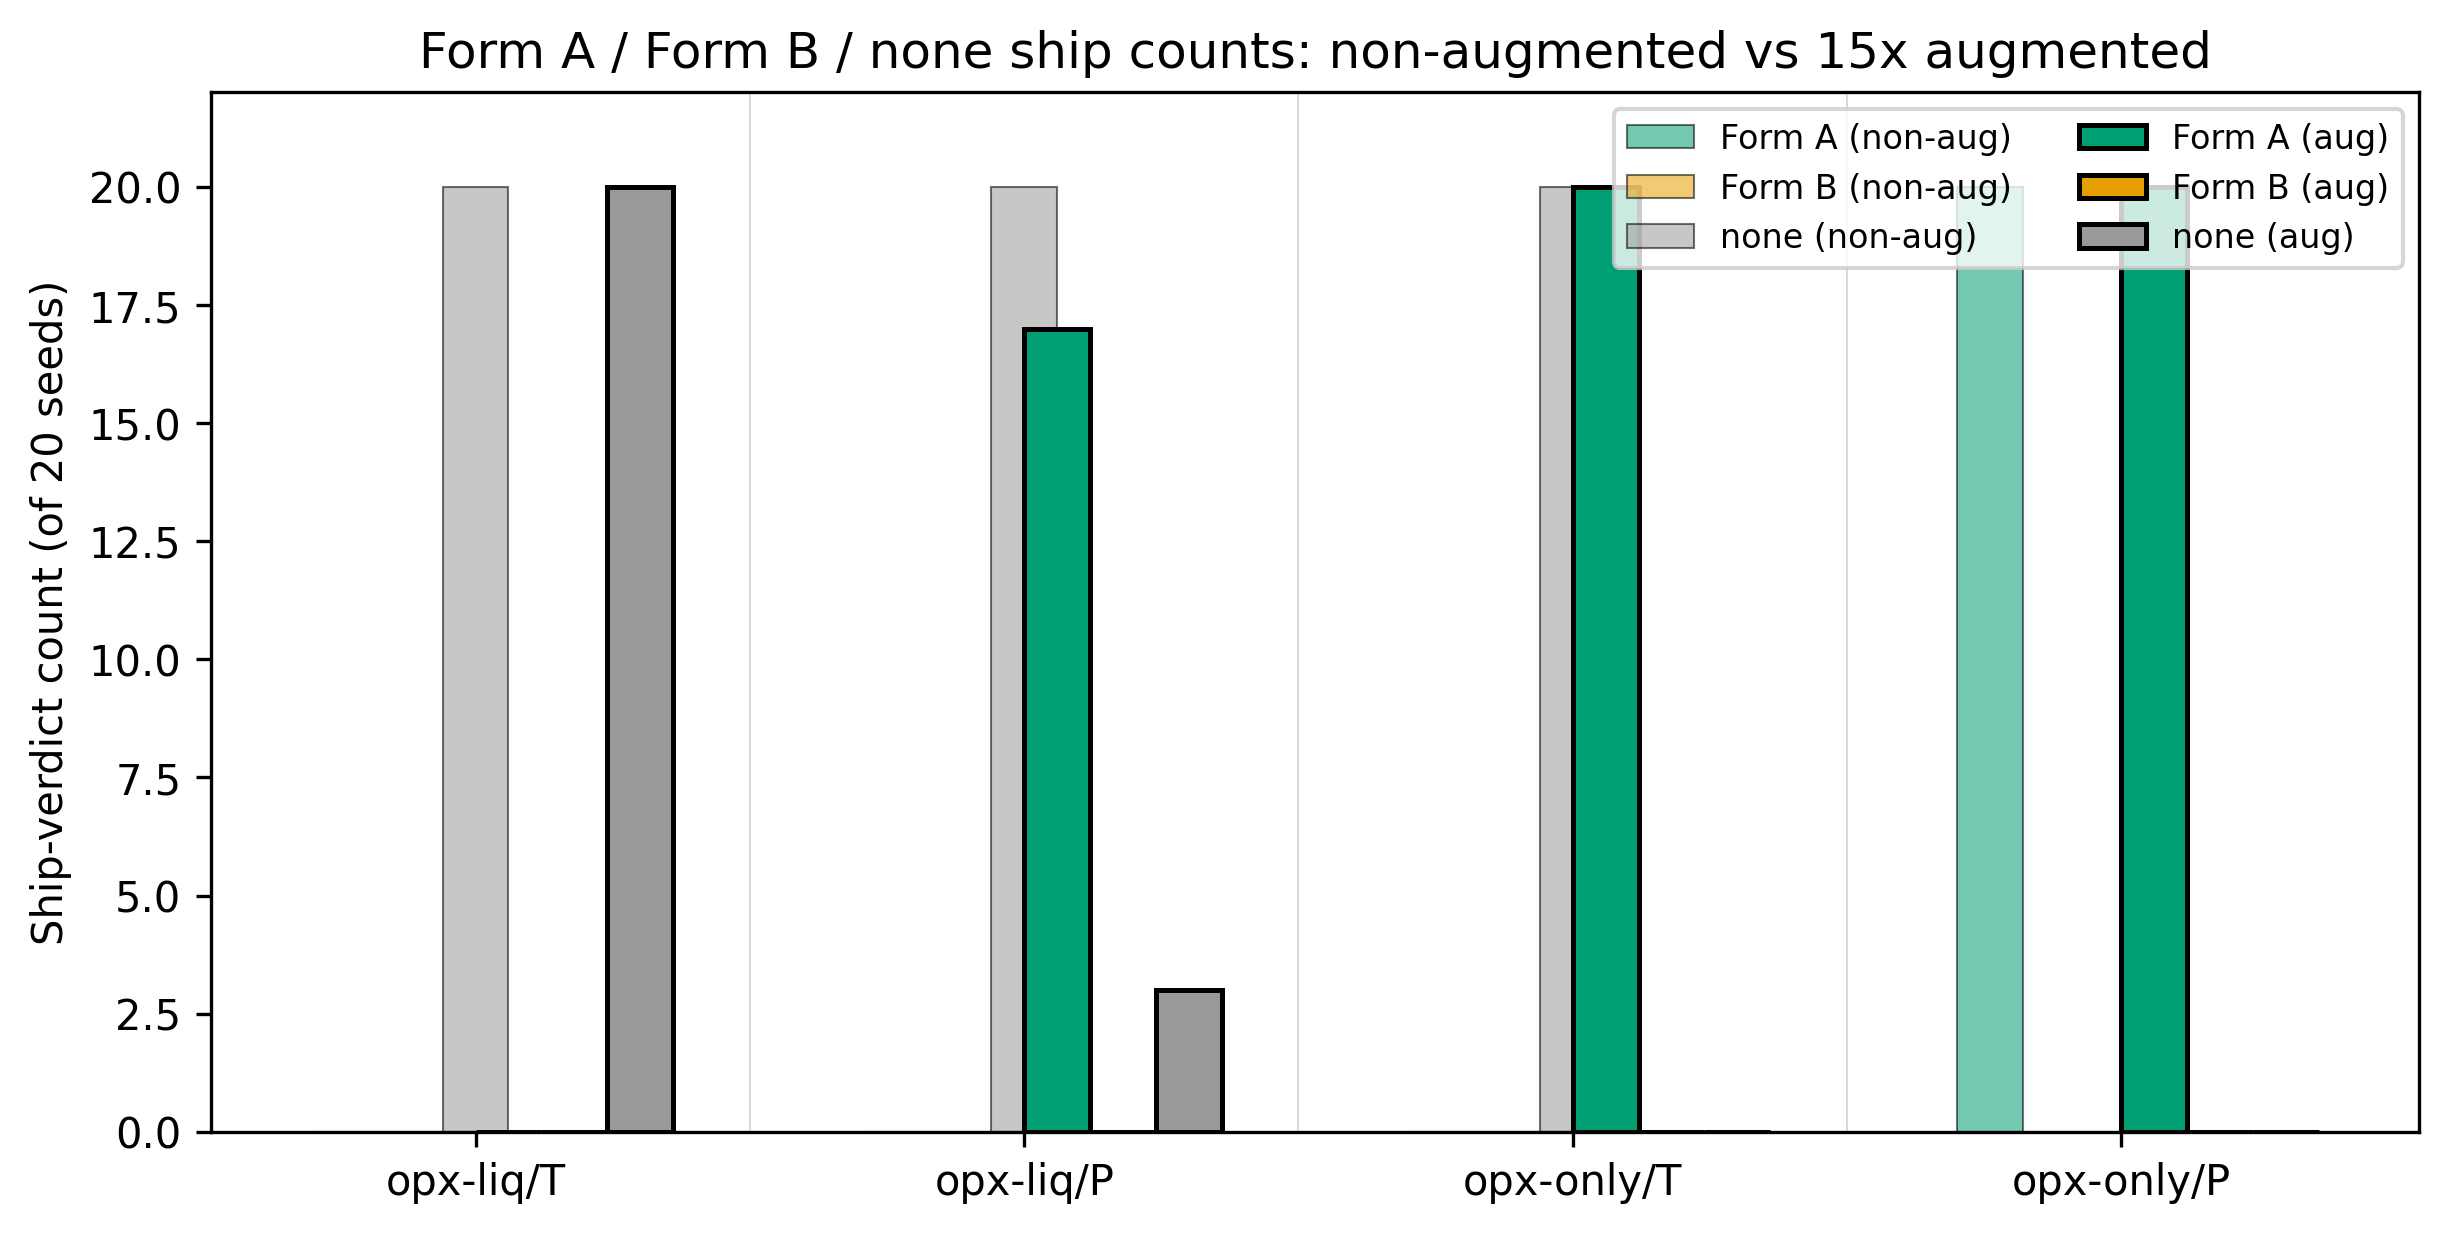 Form A / Form B / none ship counts: non-augmented vs 15x augmented
Form A (non-aug)
Form B (non-aug)
none (non-aug)
Form A (aug)
Form B (aug)
none (aug)
Ship-verdict count (of 20 seeds)
20.0
17.5
15.0
12.5
10.0
7.5
5.0
2.5
0.0
opx-liq/T
opx-liq/P
opx-only/T
opx-only/P